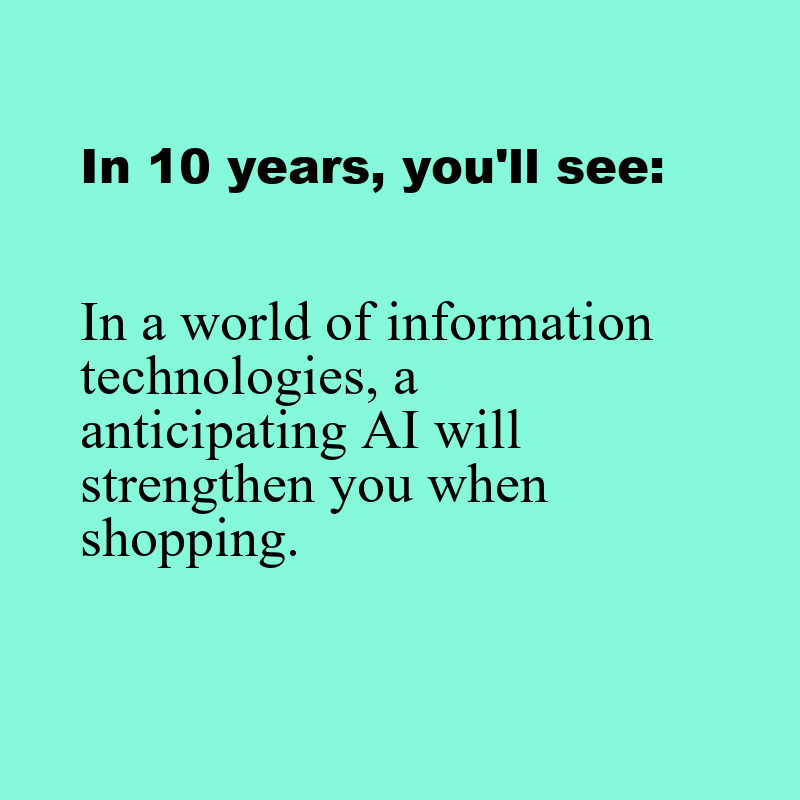 In 10 years, you'll see:
In a world of information
technologies, a
anticipating AI will
strengthen you when
shopping.